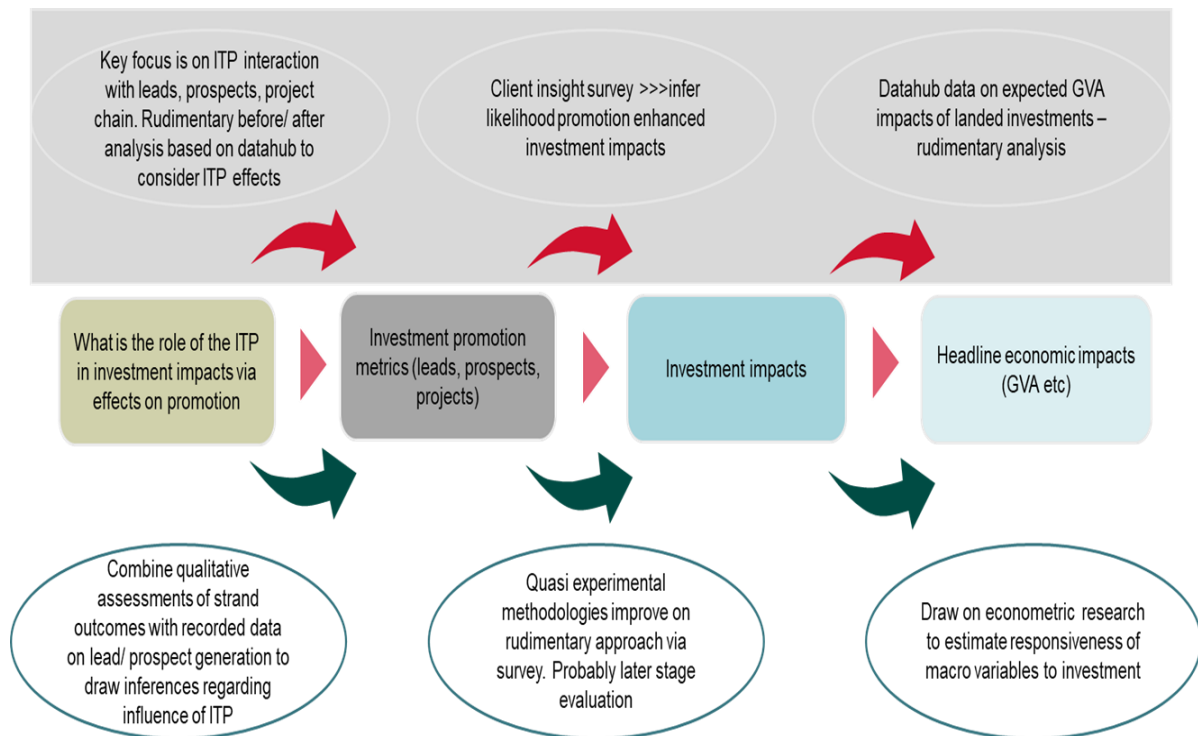 Key focus is on ITP interaction
with leads, prospects, project
chain. Rudimentary before/ after
analysis based on datahub to
consider ITP effects
Client insight survey >>>infer
likelihood promotion enhanced
investment impacts
Datahub data on expected GVA
impacts of landed investments –
rudimentary analysis
What is the role of the ITP
in investment impacts via
effects on promotion
Investment promotion
metrics (leads, prospects,
projects)
Investment impacts
Headline economic impacts
(GVA etc)
Combine qualitative
assessments of strand
outcomes with recorded data
on lead/ prospect generation to
draw inferences regarding
influence of ITP
Quasi experimental
methodologies improve on
rudimentary approach via
survey. Probably later stage
evaluation
Draw on econometric research
to estimate responsiveness of
macro variables to investment